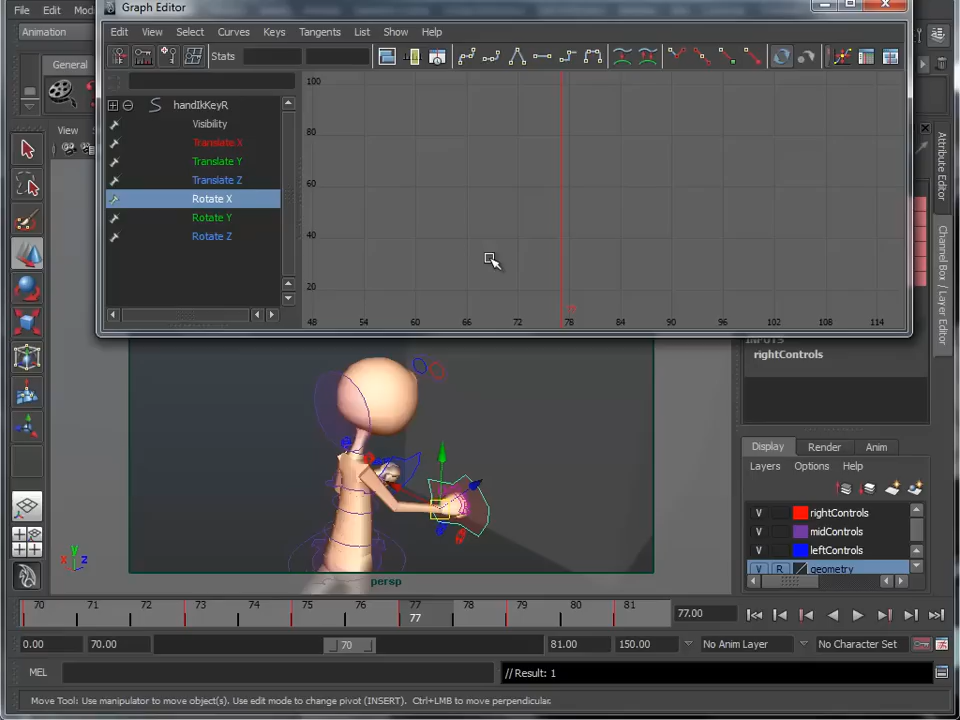 Graph Editor
File Edit Mod
Edit View Select Curves Keys Tangents List Show Help
Animation
Stats
General
100
80
60
40
20
48 54 60 66 72 78 84 90 96 102 108 114
handIkKeyR
Visibility
Translate X
Translate Y
Translate Z
Rotate X
Rotate Y
Rotate Z
View
Attribute Editor
Channel Box / Layer Editor
INPUTS
rightControls
Display Render Anim
Layers Options Help
V rightControls
V midControls
V leftControls
V R geometry
y
x z
persp
70 71 72 73 74 75 76 77 78 79 80 81
77
77.00
0.00 70.00 70 81.00 150.00 No Anim Layer No Character Set
MEL // Result: 1
Move Tool: Use manipulator to move object(s). Use edit mode to change pivot (INSERT). Ctrl+LMB to move perpendicular.